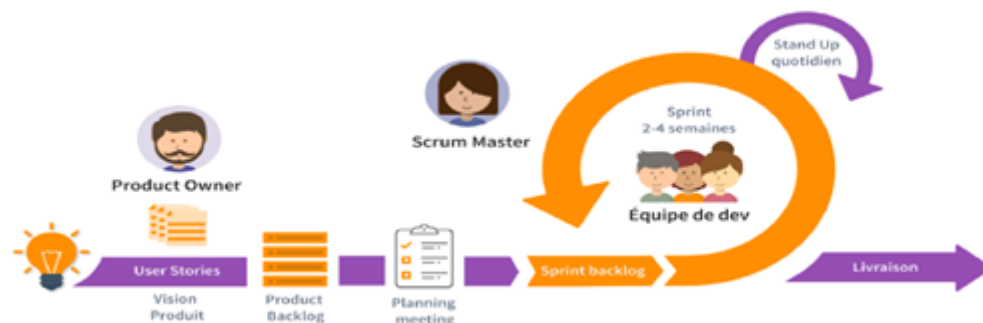 Stand Up
quotidien
Sprint
2-4 semaines
Scrum Master
Product Owner
Équipe de dev
User Stories
Sprint backlog
Livraison
Vision
Produit
Product
Backlog
Planning
meeting